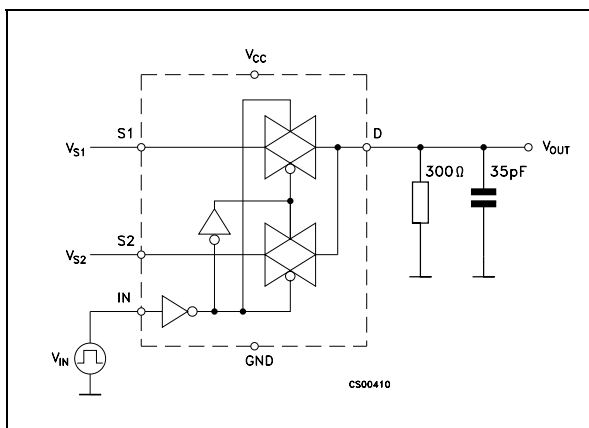 VCC
S1
D
VS1
VOUT
300Ω
35pF
S2
VS2
IN
VIN
GND
CS00410